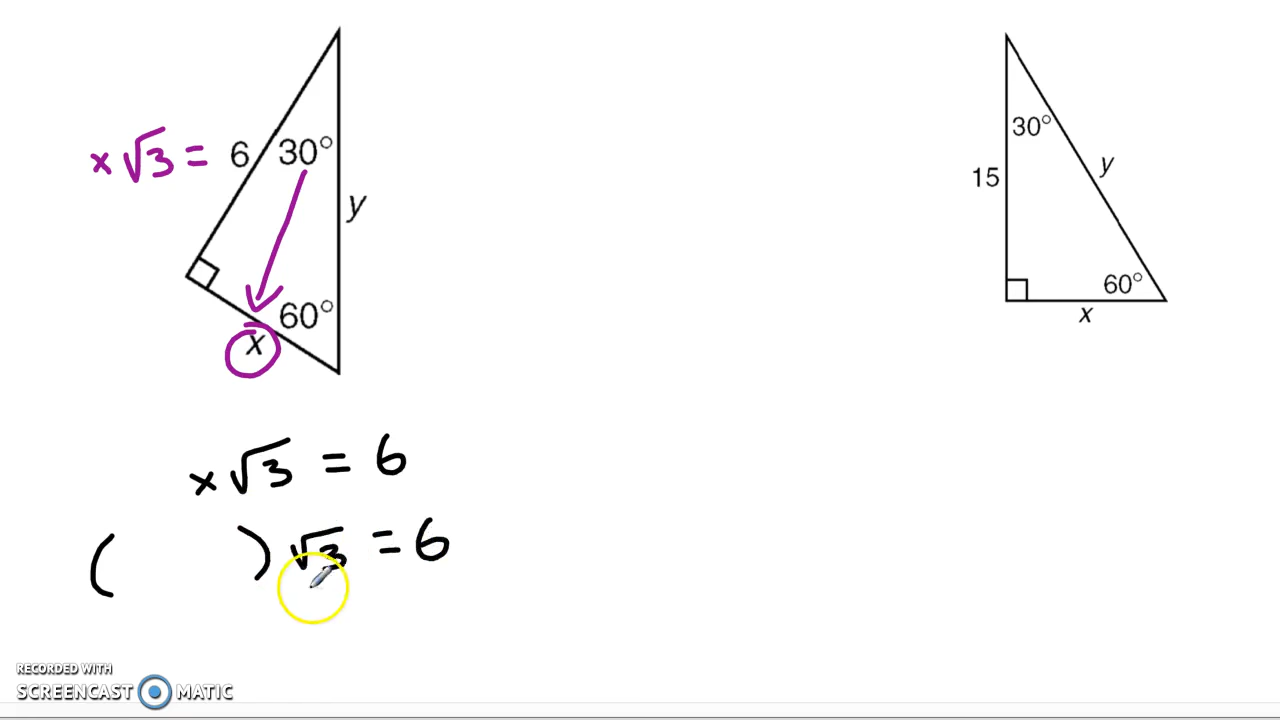 x√3 = 6 30°
y
60°
x
x√3 = 6
( )√3 = 6
30°
15
y
60°
x
RECORDED WITH
SCREENCAST MATIC